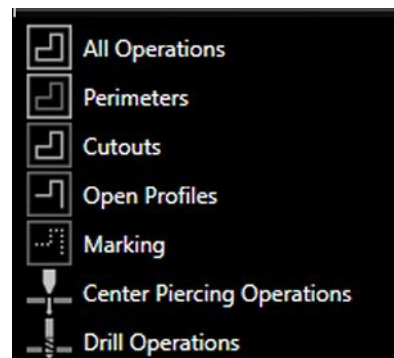 All Operations
Perimeters
Cutouts
Open Profiles
Marking
Center Piercing Operations
Drill Operations